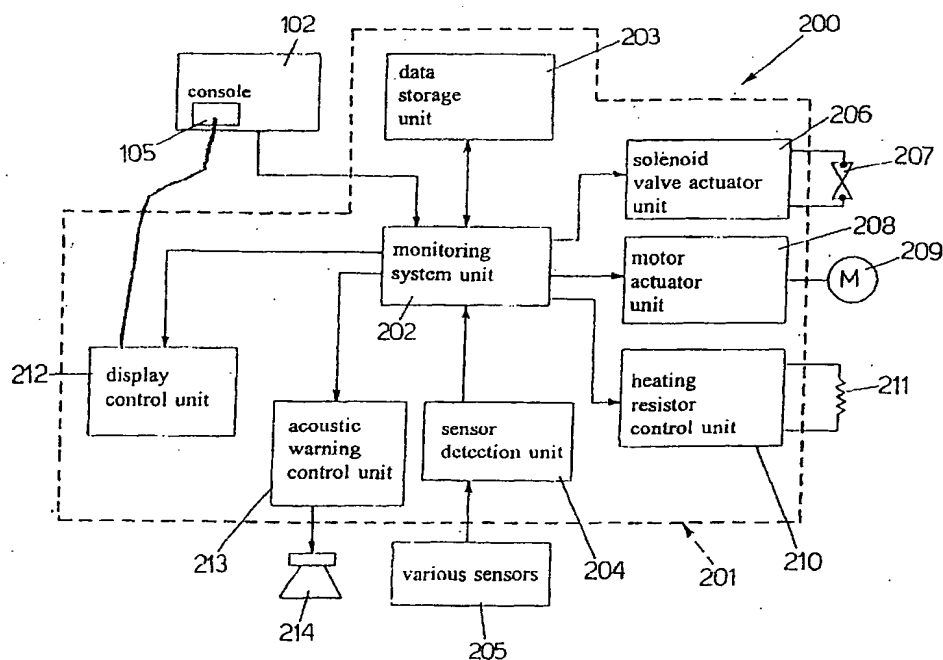 102
203
200
data
storage
unit
console
105
206
207
solenoid
valve actuator
unit
208
209
monitoring
system unit
202
motor
actuator
unit
M
212
display
control unit
heating
resistor
control unit
211
acoustic
warning
control unit
sensor
detection unit
213
204
201
210
various sensors
214
205